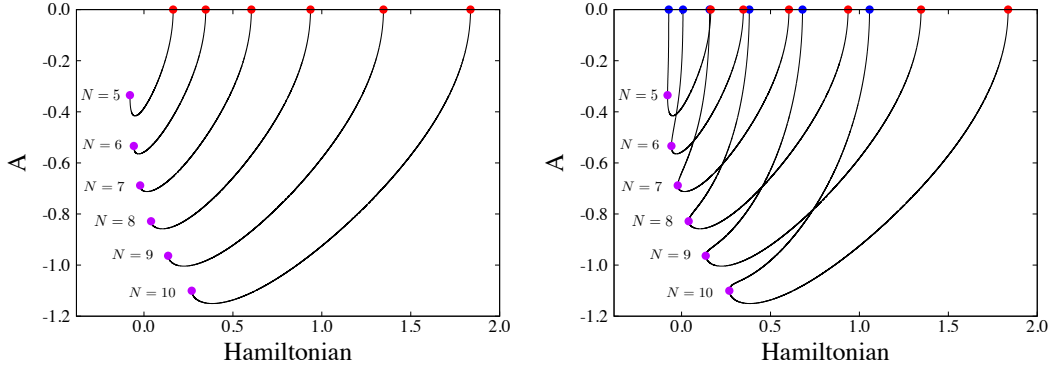 0.0
-0.2
-0.4
-0.6
-0.8
-1.0
-1.2
A
N = 5
N = 6
N = 7
N = 8
N = 9
N = 10
0.0 0.5 1.0 1.5 2.0
Hamiltonian
0.0
-0.2
-0.4
-0.6
-0.8
-1.0
-1.2
A
N = 5
N = 6
N = 7
N = 8
N = 9
N = 10
0.0 0.5 1.0 1.5 2.0
Hamiltonian